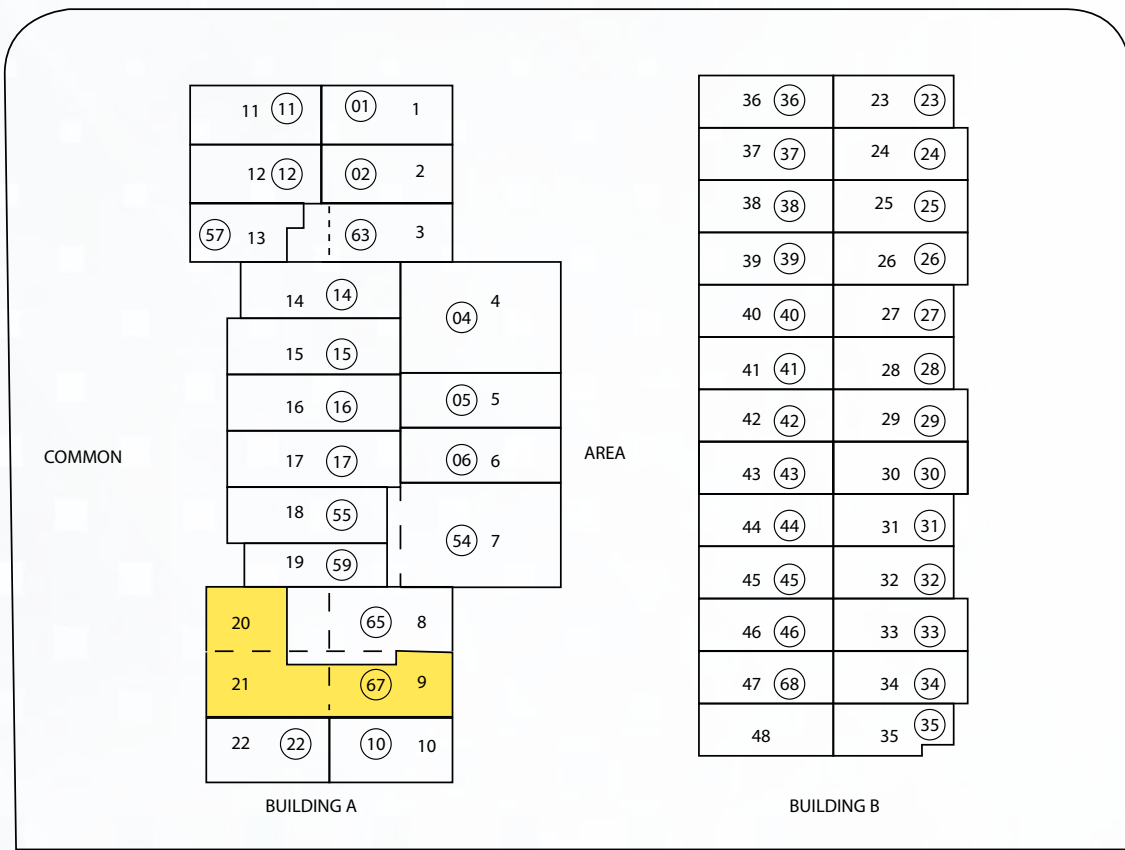 11 11 01 1
12 12 02 2
57 13 63 3
14 14 04 4
15 15
16 16 05 5
17 17 06 6
18 55 54 7
19 59
20 65 8
21 67 9
22 22 10 10
COMMON
AREA
BUILDING A
36 36 23 23
37 37 24 24
38 38 25 25
39 39 26 26
40 40 27 27
41 41 28 28
42 42 29 29
43 43 30 30
44 44 31 31
45 45 32 32
46 46 33 33
47 68 34 34
48 35 35
BUILDING B